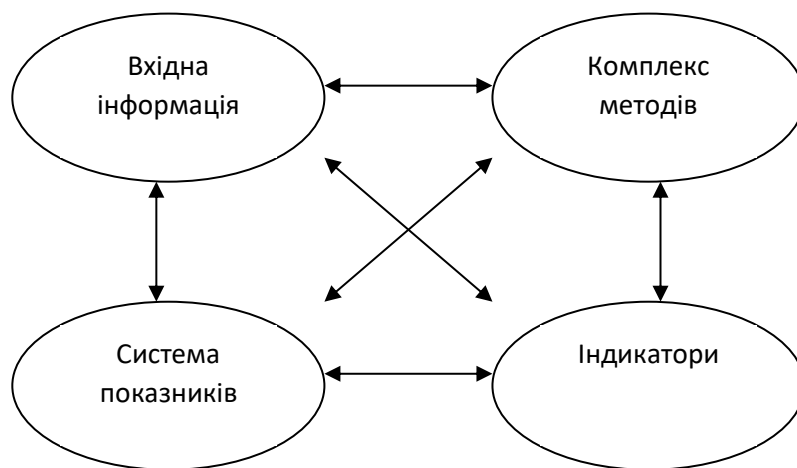 Вхідна
інформація
Комплекс
методів
Система
показників
Індикатори